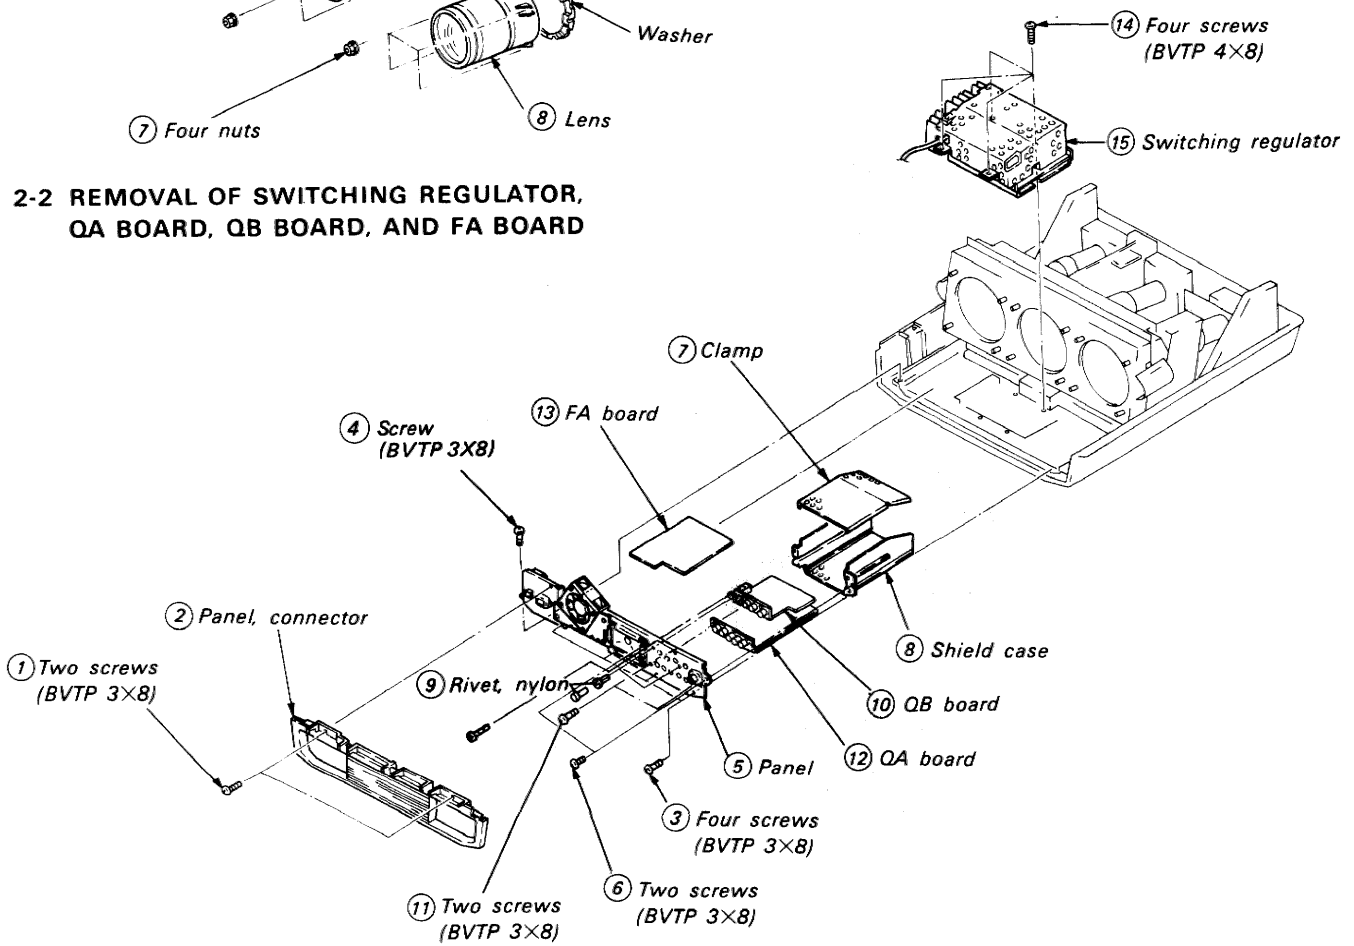 Washer
⑧ Lens
⑦ Four nuts
⑭ Four screws
(BVTP 4×8)
⑮ Switching regulator
2-2 REMOVAL OF SWITCHING REGULATOR,
QA BOARD, QB BOARD, AND FA BOARD
⑦ Clamp
⑬ FA board
④ Screw
(BVTP 3X8)
② Panel, connector
① Two screws
(BVTP 3×8)
⑨ Rivet, nylon
⑧ Shield case
⑩ QB board
⑫ QA board
⑤ Panel
③ Four screws
(BVTP 3×8)
⑥ Two screws
(BVTP 3×8)
⑪ Two screws
(BVTP 3×8)